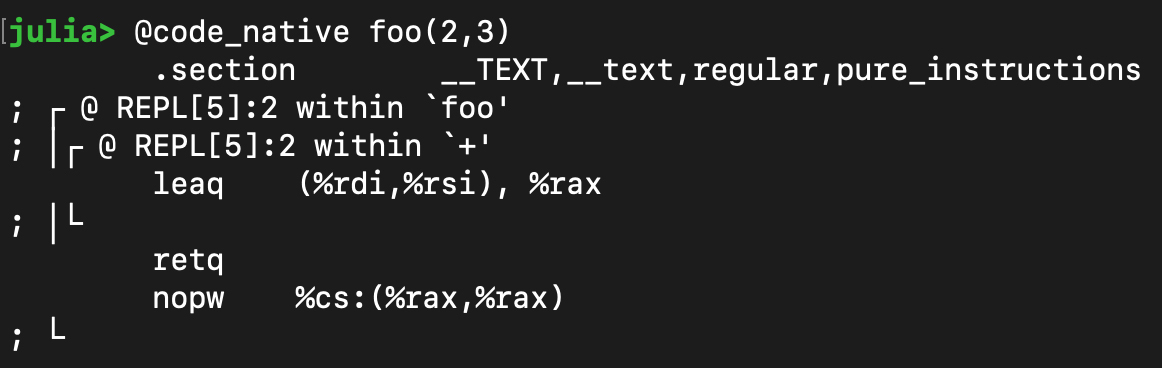 julia> @code_native foo(2,3)
        .section        __TEXT,__text,regular,pure_instructions
; ┌ @ REPL[5]:2 within `foo'
; │┌ @ REPL[5]:2 within `+'
        leaq    (%rdi,%rsi), %rax
; │└
        retq
        nopw    %cs:(%rax,%rax)
; └